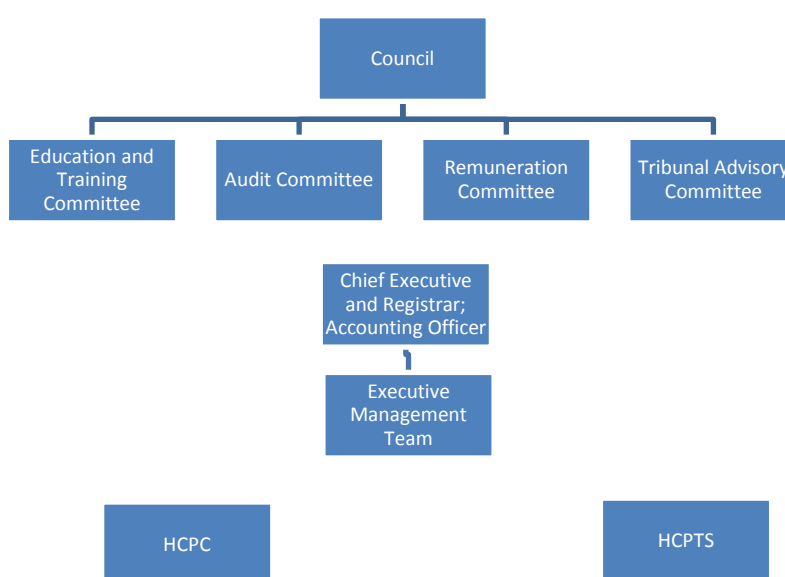 Council
Education and
Training
Committee
Audit Committee
Remuneration
Committee
Tribunal Advisory
Committee
Chief Executive
and Registrar;
Accounting Officer
Executive
Management
Team
HCPC
HCPTS